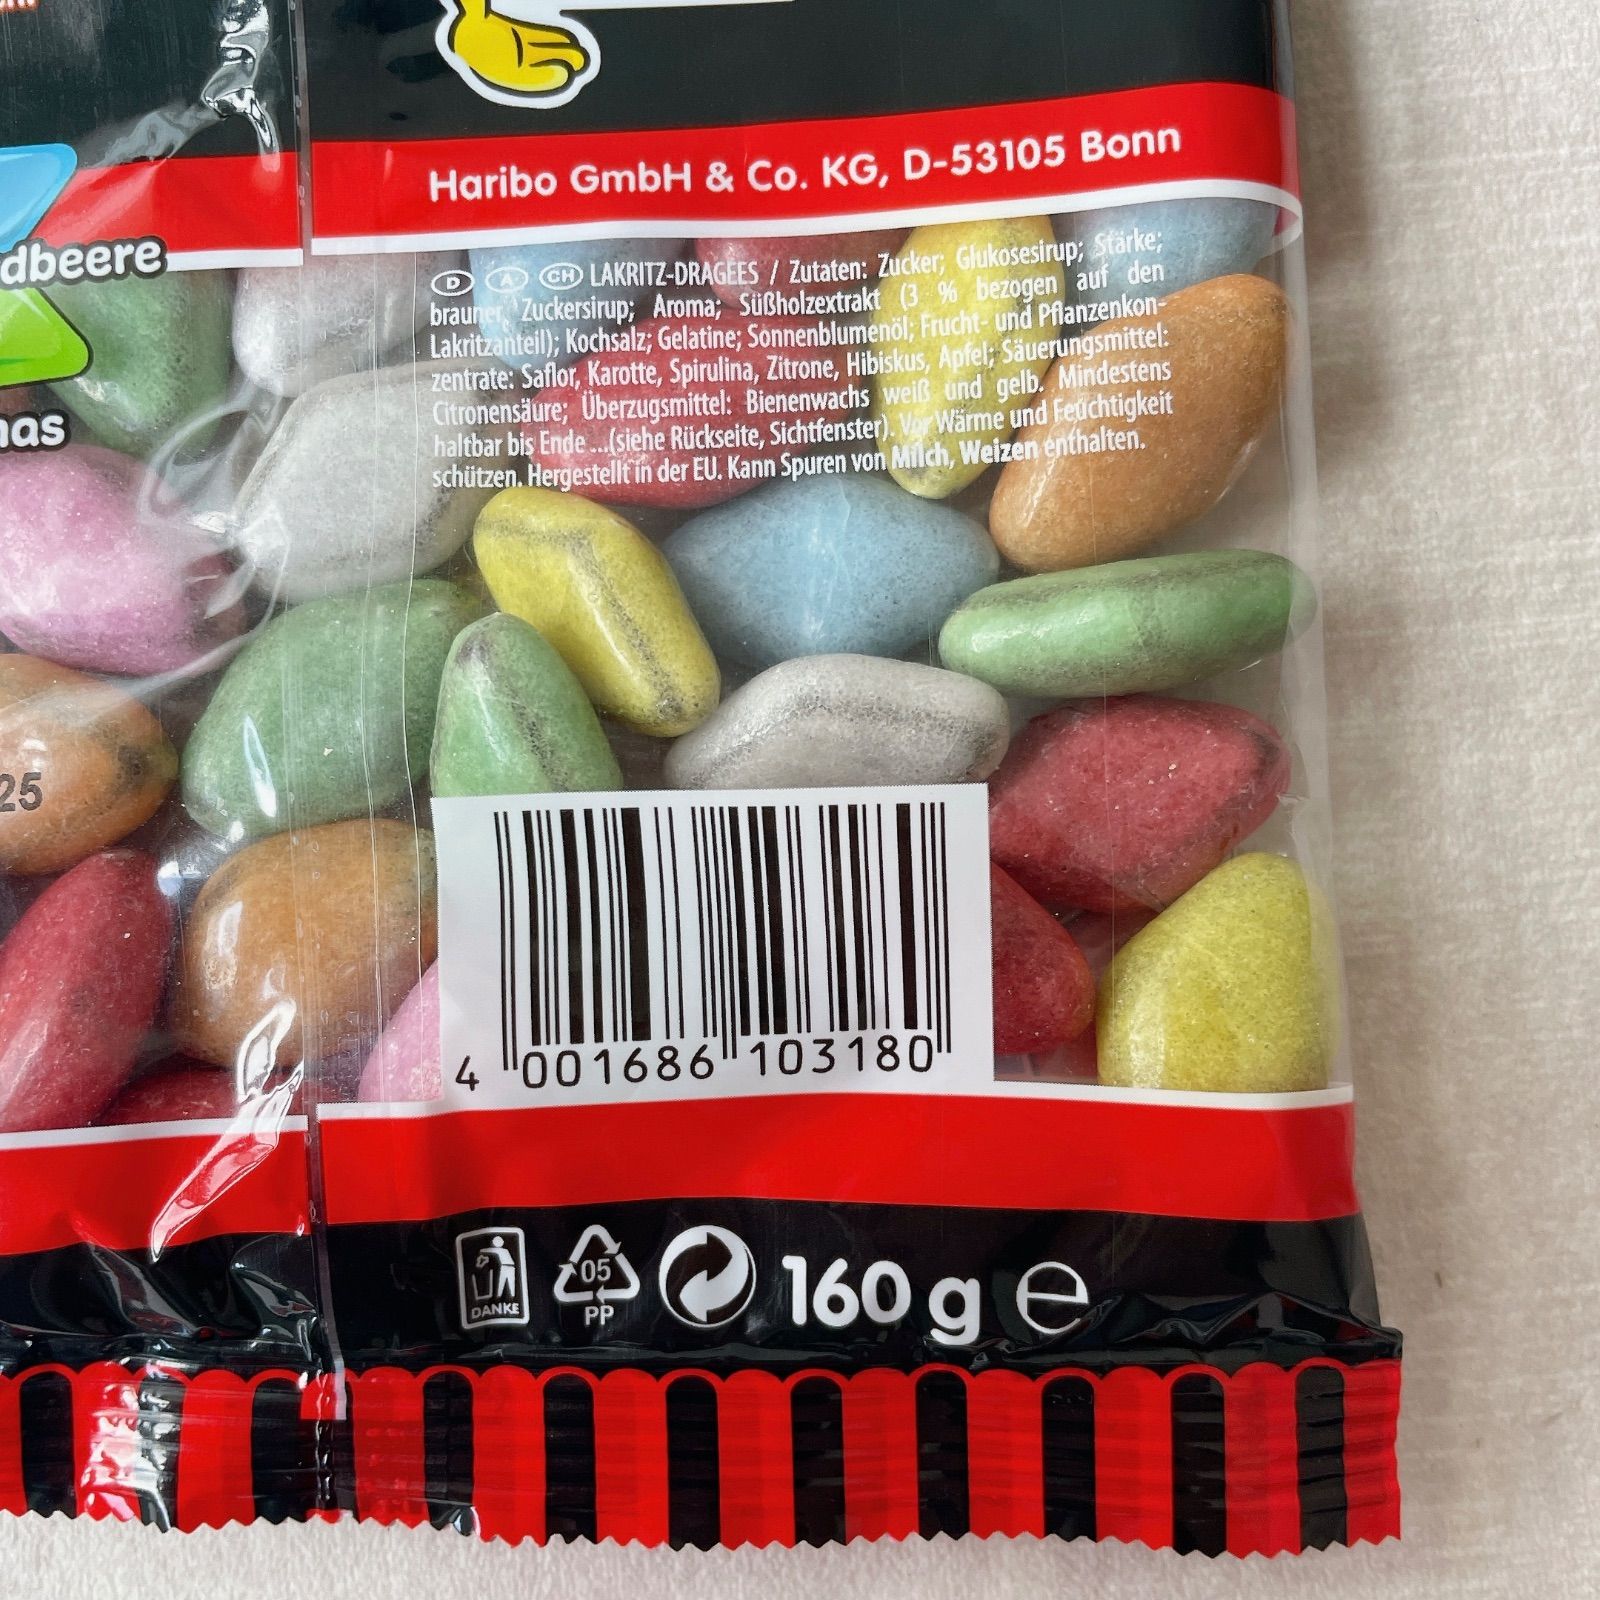 Haribo GmbH & Co. KG, D-53105 Bonn
dbeere
D A CH LAKRITZ-DRAGEES / Zutaten: Zucker; Glukosesirup; Stärke;
brauner Zuckersirup; Aroma; Süßholzextrakt (3 % bezogen auf den
Lakritzanteil); Kochsalz; Gelatine; Sonnenblumenöl; Frucht- und Pflanzenkon-
zentrate: Saflor, Karotte, Spirulina, Zitrone, Hibiskus, Apfel; Säuerungsmittel:
Citronensäure; Überzugsmittel: Bienenwachs weiß und gelb. Mindestens
haltbar bis Ende ...(siehe Rückseite, Sichtfenster). Vor Wärme und Feuchtigkeit
schützen. Hergestellt in der EU. Kann Spuren von Milch, Weizen enthalten.
nas
25
4 001686 103180
DANKE
05
PP
160 g e